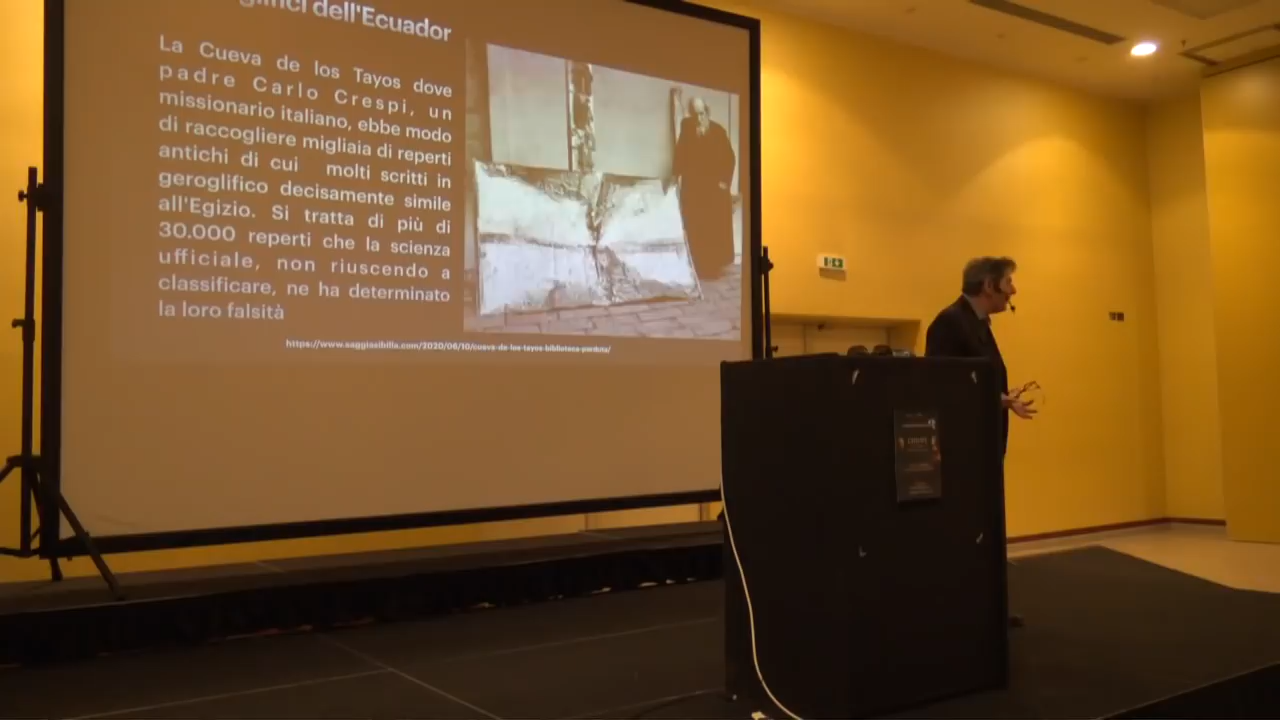 dell'Ecuador
La Cueva de los Tayos dove
padre Carlo Crespi, un
missionario italiano, ebbe modo
di raccogliere migliaia di reperti
antichi di cui molti scritti in
geroglifico decisamente simile
all'Egizio. Si tratta di più di
30.000 reperti che la scienza
ufficiale, non riuscendo a
classificare, ne ha determinato
la loro falsità
https://www.saggiasibilla.com/2020/06/10/cueva-de-los-tayos-biblioteca-perduta/